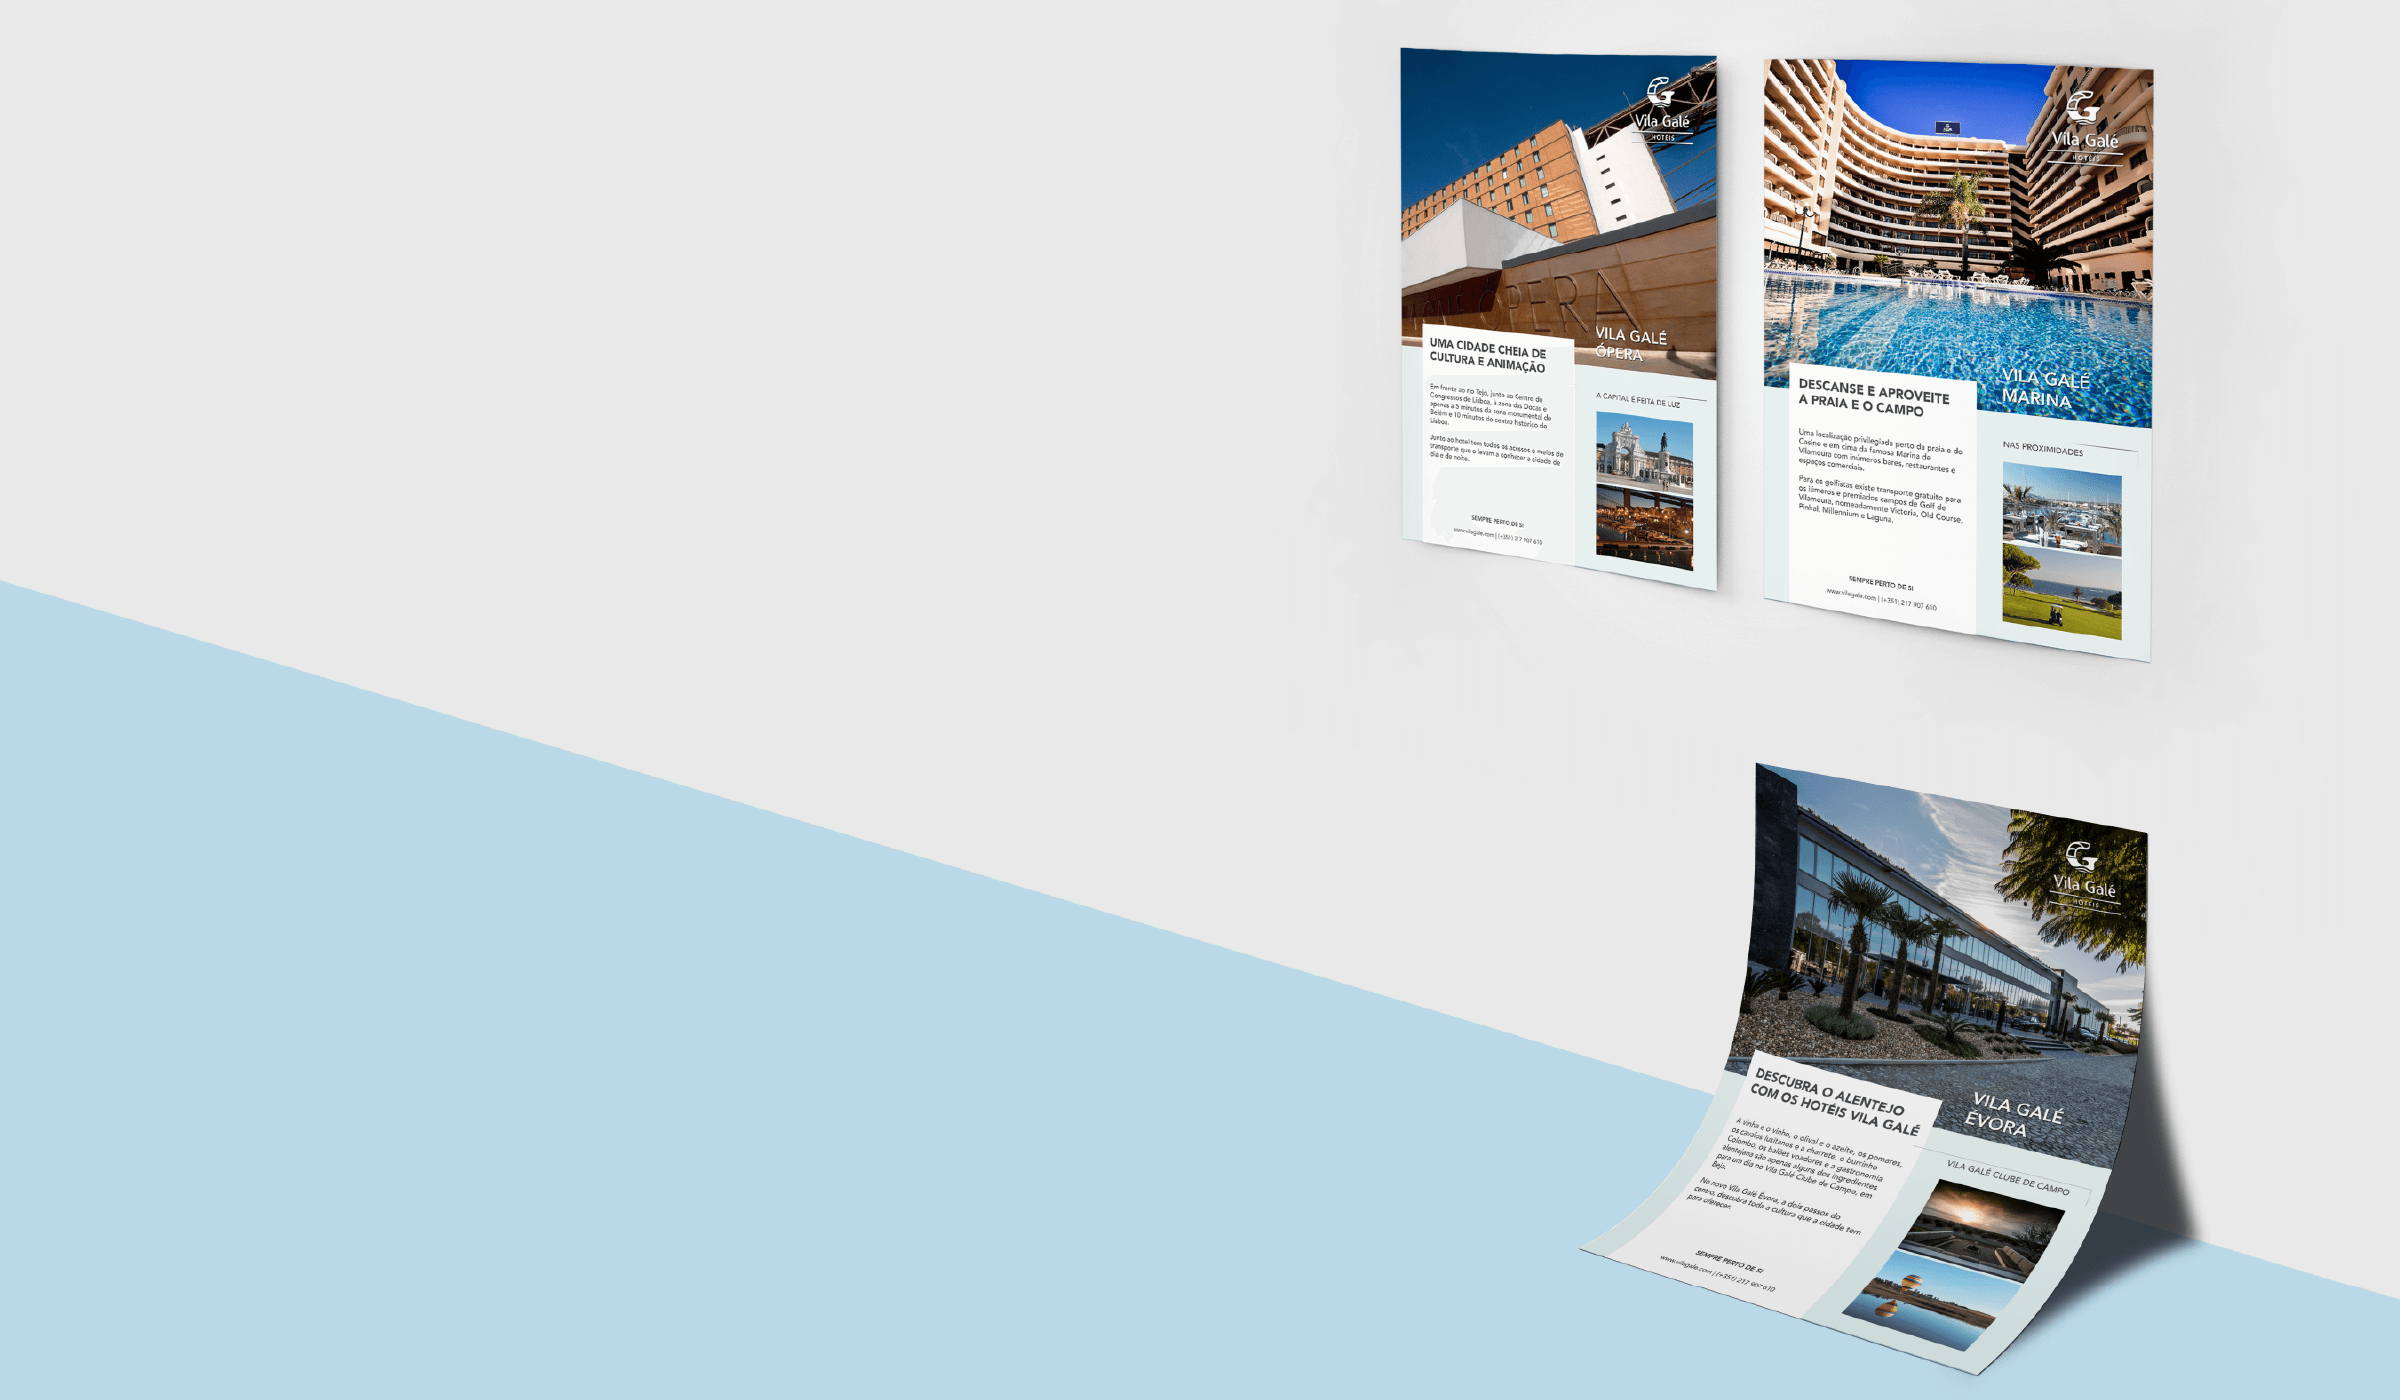 Vila Galé
HOTÉIS
ÓPERA
VILA GALÉ
ÓPERA
UMA CIDADE CHEIA DE
CULTURA E ANIMAÇÃO
Em frente ao rio Tejo, junto ao Centro de
Congressos de Lisboa, à zona das Docas e
apenas a 5 minutos da zona monumental de
Belém e 10 minutos do centro histórico de
Lisboa.
Junto ao hotel tem todos os acessos e meios de
transporte que o levam a conhecer a cidade de
dia e de noite.
SEMPRE PERTO DE SI
www.vilagale.com | (+351) 217 907 610
A CAPITAL É FEITA DE LUZ
Vila Galé
HOTÉIS
VILA GALÉ
MARINA
DESCANSE E APROVEITE
A PRAIA E O CAMPO
Uma localização privilegiada perto da praia e do
Casino e em cima da famosa Marina de
Vilamoura com inúmeros bares, restaurantes e
espaços comerciais.
Para os golfistas existe transporte gratuito para
os inúmeros e premiados campos de Golf de
Vilamoura, nomeadamente Victoria, Old Course,
Pinhal, Millennium e Laguna.
SEMPRE PERTO DE SI
www.vilagale.com | (+351) 217 907 610
NAS PROXIMIDADES
Vila Galé
HOTÉIS
VILA GALÉ
ÉVORA
DESCUBRA O ALENTEJO
COM OS HOTÉIS VILA GALÉ
A vinha e o vinho, o olival e o azeite, os pomares,
os cavalos lusitanos e a charrete, o burrinho
Colombo, os balões voadores e a gastronomia
alentejana são apenas alguns dos ingredientes
para um dia no Vila Galé Clube de Campo, em
Beja.
No novo Vila Galé Évora, a dois passos do
centro, descubra toda a cultura que a cidade tem
para oferecer.
SEMPRE PERTO DE SI
www.vilagale.com | (+351) 217 907 610
VILA GALÉ CLUBE DE CAMPO